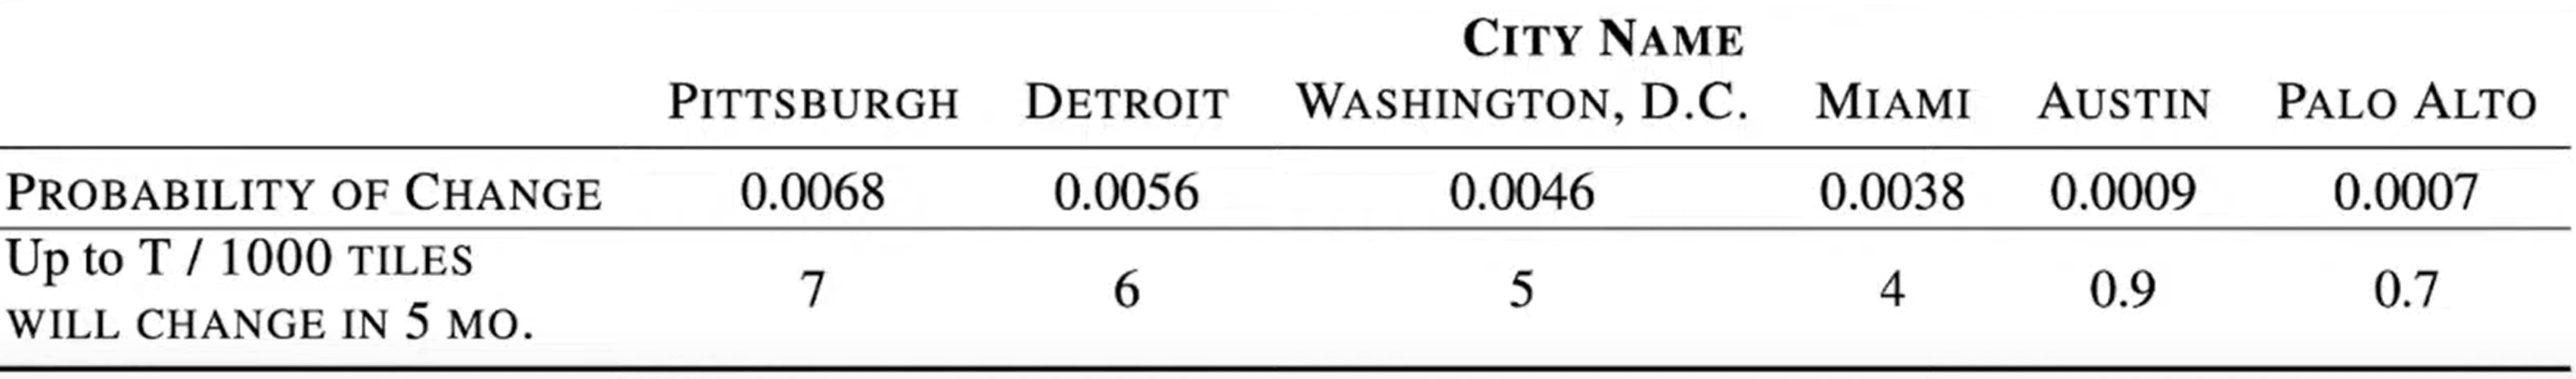 CITY NAME
PITTSBURGH DETROIT WASHINGTON, D.C. MIAMI AUSTIN PALO ALTO
PROBABILITY OF CHANGE 0.0068 0.0056 0.0046 0.0038 0.0009 0.0007
Up to T / 1000 TILES
WILL CHANGE IN 5 MO. 7 6 5 4 0.9 0.7